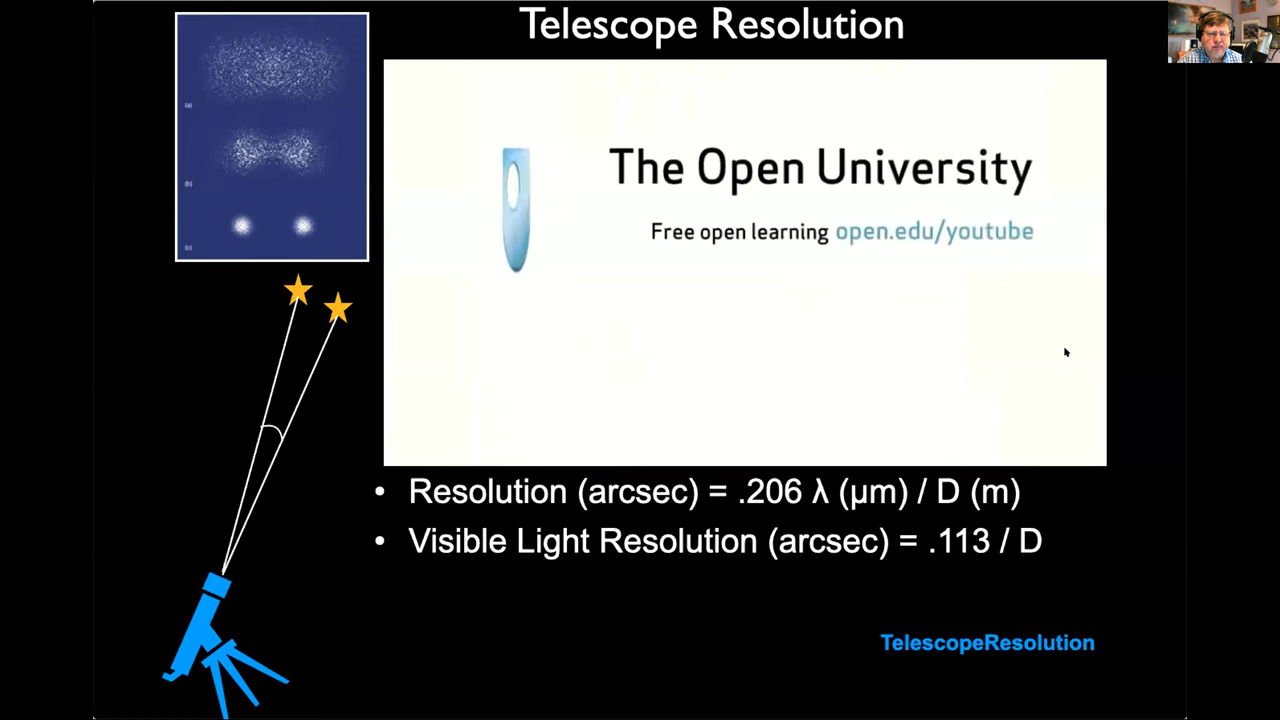 Telescope Resolution
(a)
(b)
(c)
The Open University
Free open learning open.edu/youtube
• Resolution (arcsec) = .206 λ (μm) / D (m)
• Visible Light Resolution (arcsec) = .113 / D
TelescopeResolution